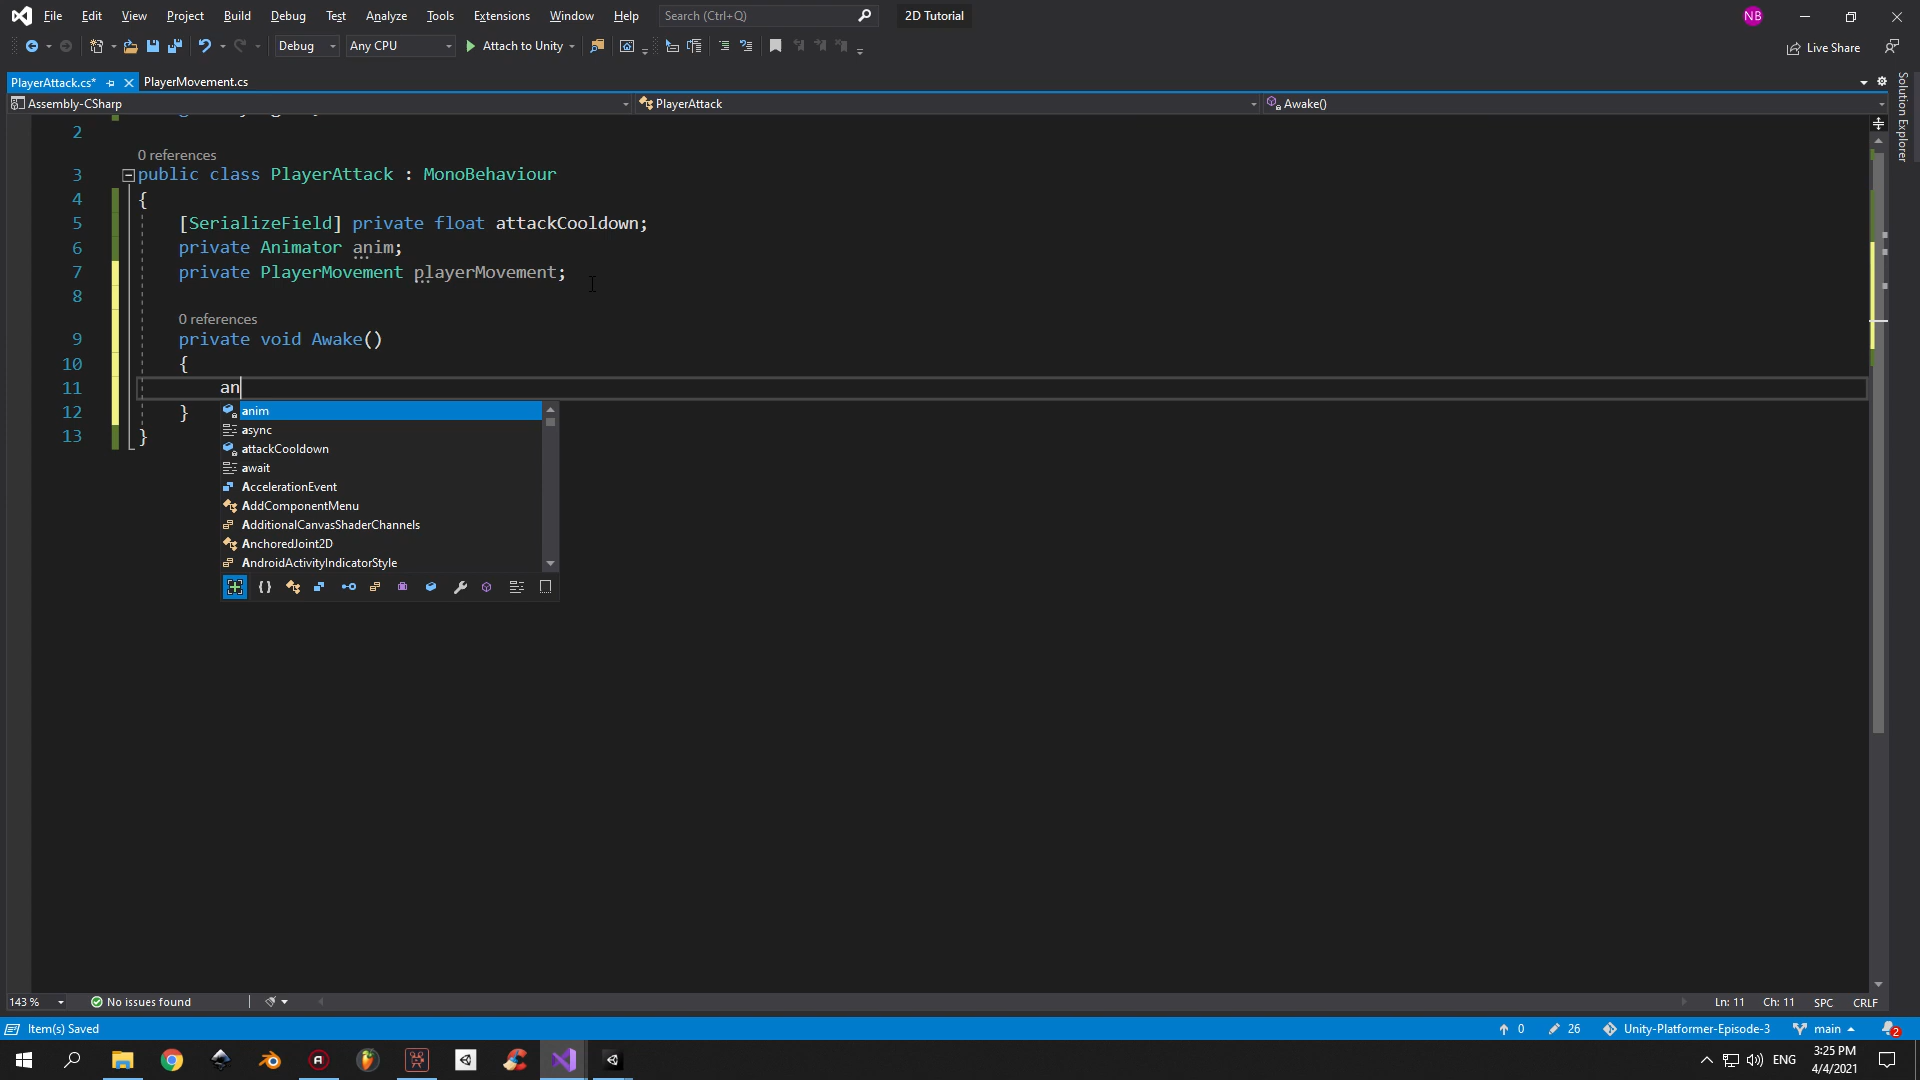 File Edit View Project Build Debug Test Analyze Tools Extensions Window Help Search (Ctrl+Q) 2D Tutorial NB
Debug Any CPU Attach to Unity Live Share
PlayerAttack.cs* PlayerMovement.cs
Assembly-CSharp PlayerAttack Awake()
Solution Explorer
2
0 references
3 public class PlayerAttack : MonoBehaviour
4 {
5 [SerializeField] private float attackCooldown;
6 private Animator anim;
7 private PlayerMovement playerMovement;
8
0 references
9 private void Awake()
10 {
11 an
12 }
13 }
anim
async
attackCooldown
await
AccelerationEvent
AddComponentMenu
AdditionalCanvasShaderChannels
AnchoredJoint2D
AndroidActivityIndicatorStyle
143 % No issues found Ln: 11 Ch: 11 SPC CRLF
Item(s) Saved 0 26 Unity-Platformer-Episode-3 main 2
ENG 3:25 PM
4/4/2021